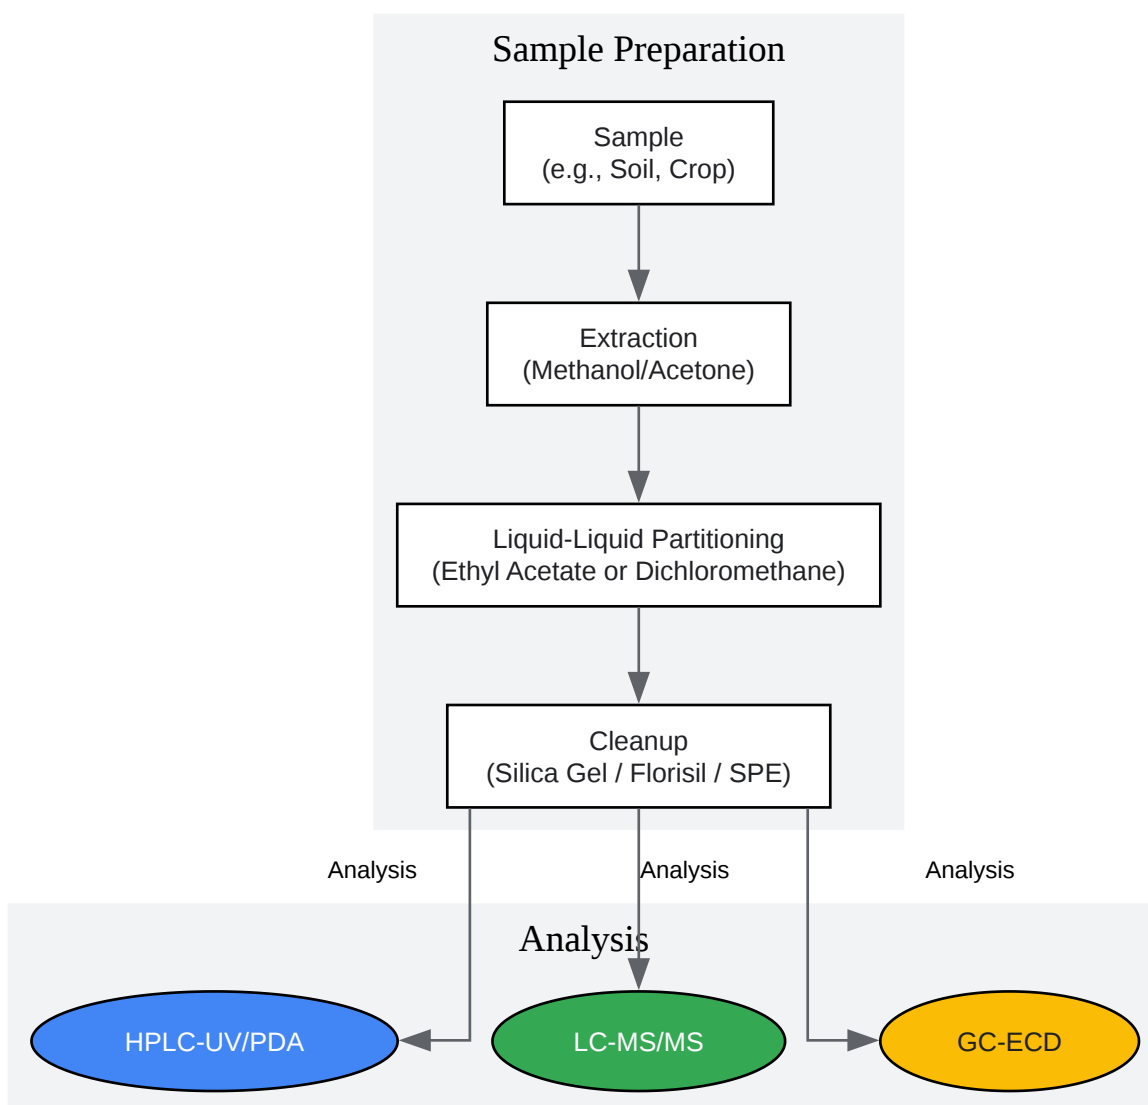 Sample Preparation
Sample
(e.g., Soil, Crop)
Extraction
(Methanol/Acetone)
Liquid-Liquid Partitioning
(Ethyl Acetate or Dichloromethane)
Cleanup
(Silica Gel / Florisil / SPE)
Analysis
Analysis
Analysis
Analysis
HPLC-UV/PDA
LC-MS/MS
GC-ECD